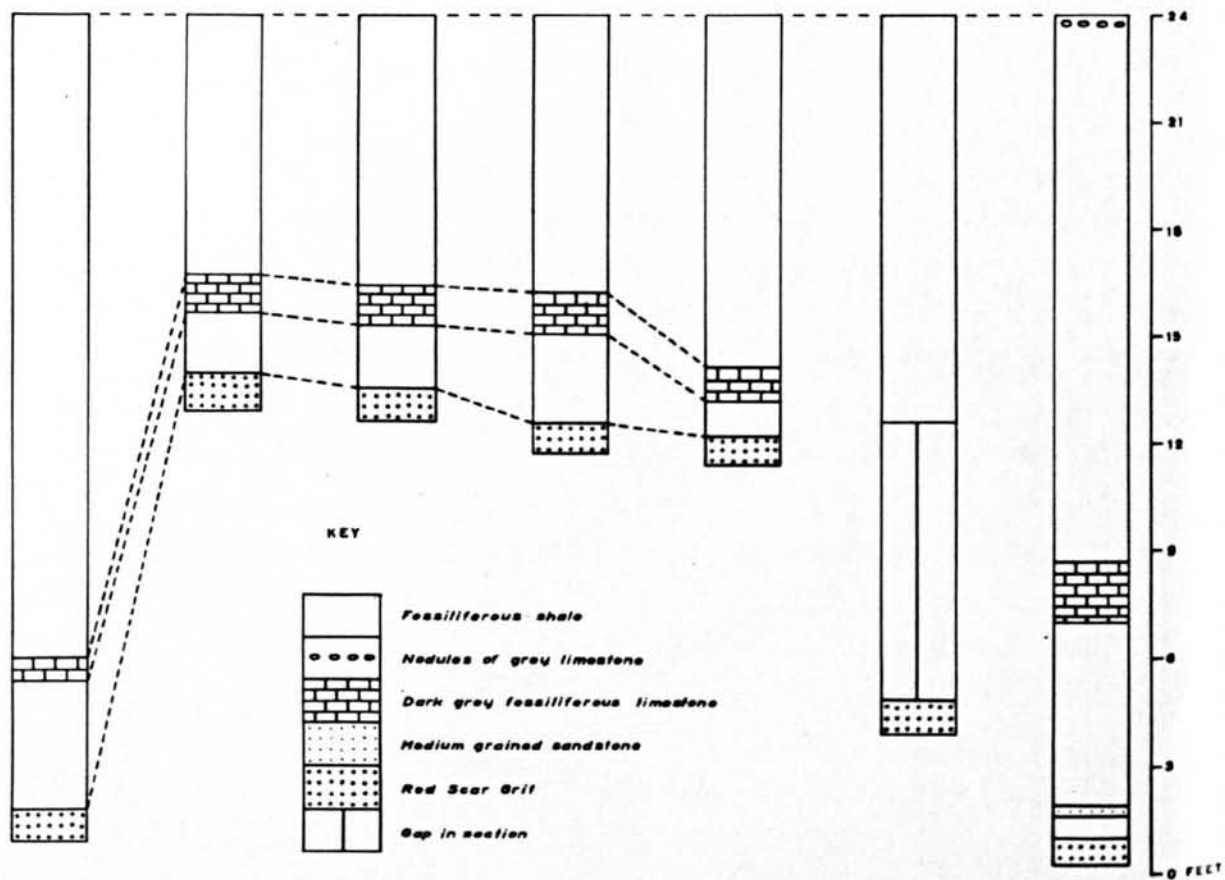 24
21
18
15
12
9
6
3
0 FEET
KEY
Fossiliferous shale
Nodules of grey limestone
Dark grey fossiliferous limestone
Medium grained sandstone
Red Scar Grit
Gap in section